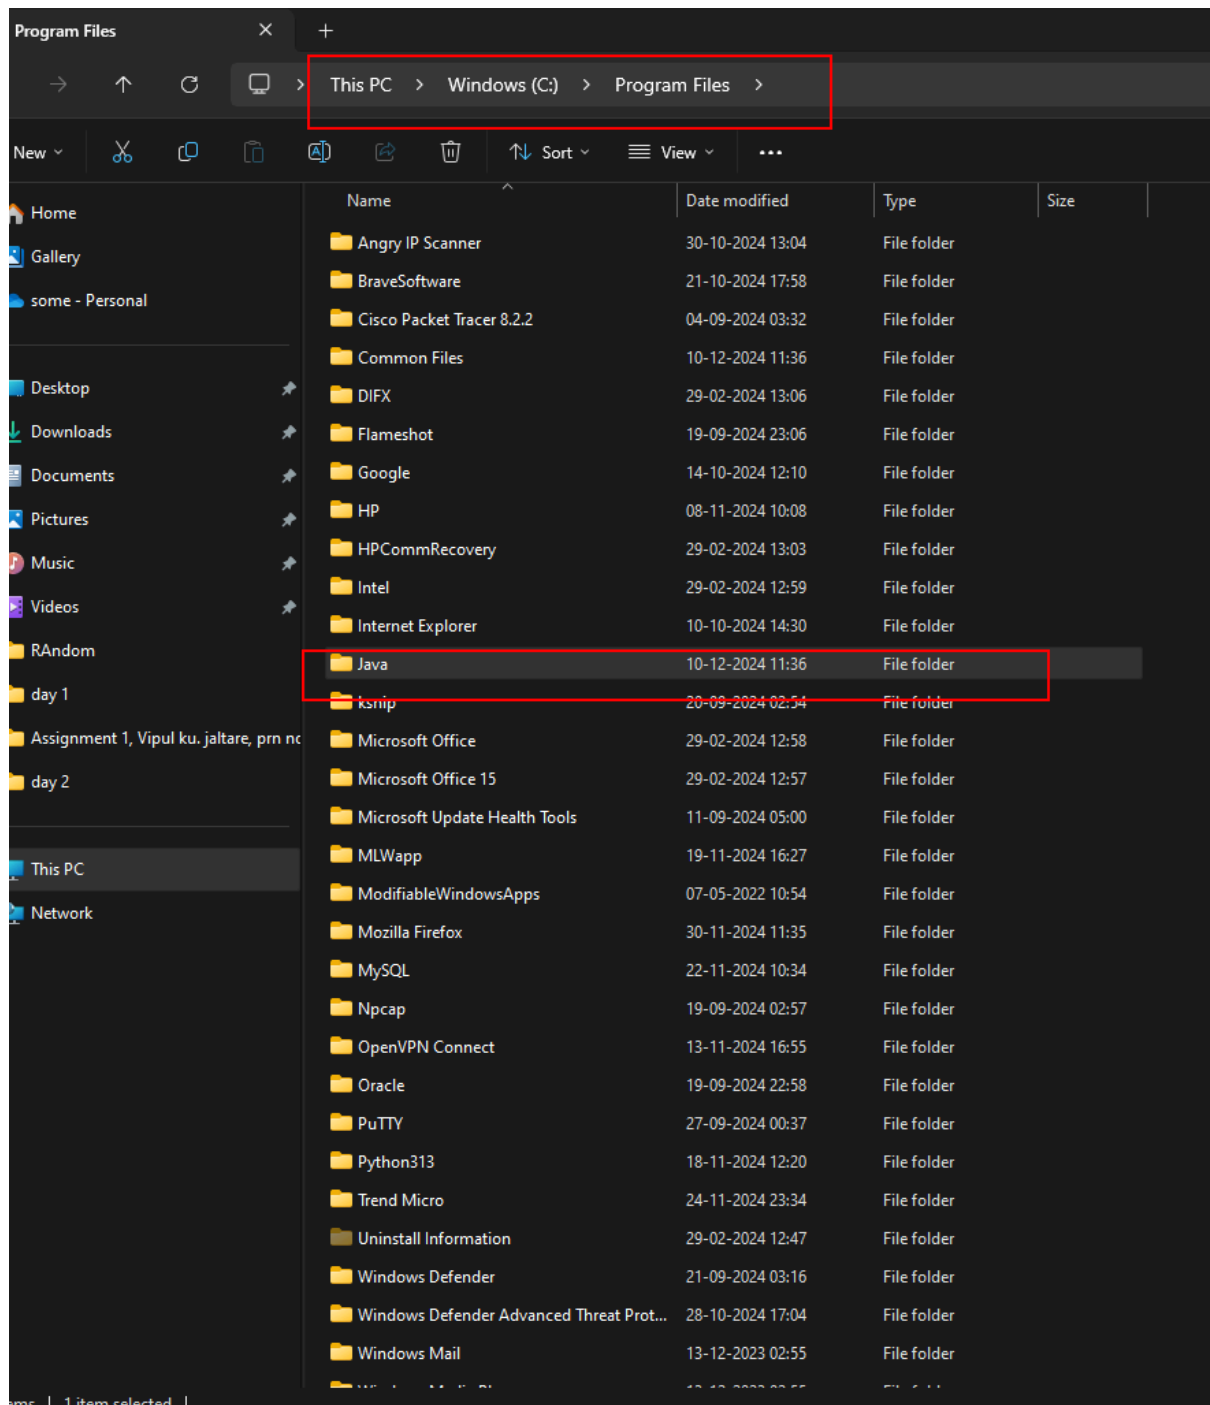 Program Files
This PC > Windows (C:) > Program Files >
New
Sort
View
Name
Date modified
Type
Size
Home
Gallery
some - Personal
Desktop
Downloads
Documents
Pictures
Music
Videos
RAndom
day 1
Assignment 1, Vipul ku. jaltare, prn
day 2
This PC
Network
Angry IP Scanner 30-10-2024 13:04 File folder
BraveSoftware 21-10-2024 17:58 File folder
Cisco Packet Tracer 8.2.2 04-09-2024 03:32 File folder
Common Files 10-12-2024 11:36 File folder
DIFX 29-02-2024 13:06 File folder
Flameshot 19-09-2024 23:06 File folder
Google 14-10-2024 12:10 File folder
HP 08-11-2024 10:08 File folder
HPCommRecovery 29-02-2024 13:03 File folder
Intel 29-02-2024 12:59 File folder
Internet Explorer 10-10-2024 14:30 File folder
Java 10-12-2024 11:36 File folder
ksnip 20-09-2024 02:54 File folder
Microsoft Office 29-02-2024 12:58 File folder
Microsoft Office 15 29-02-2024 12:57 File folder
Microsoft Update Health Tools 11-09-2024 05:00 File folder
MLWapp 19-11-2024 16:27 File folder
ModifiableWindowsApps 07-05-2022 10:54 File folder
Mozilla Firefox 30-11-2024 11:35 File folder
MySQL 22-11-2024 10:34 File folder
Npcap 19-09-2024 02:57 File folder
OpenVPN Connect 13-11-2024 16:55 File folder
Oracle 19-09-2024 22:58 File folder
PuTTY 27-09-2024 00:37 File folder
Python313 18-11-2024 12:20 File folder
Trend Micro 24-11-2024 23:34 File folder
Uninstall Information 29-02-2024 12:47 File folder
Windows Defender 21-09-2024 03:16 File folder
Windows Defender Advanced Threat Prot... 28-10-2024 17:04 File folder
Windows Mail 13-12-2023 02:55 File folder
1 item selected